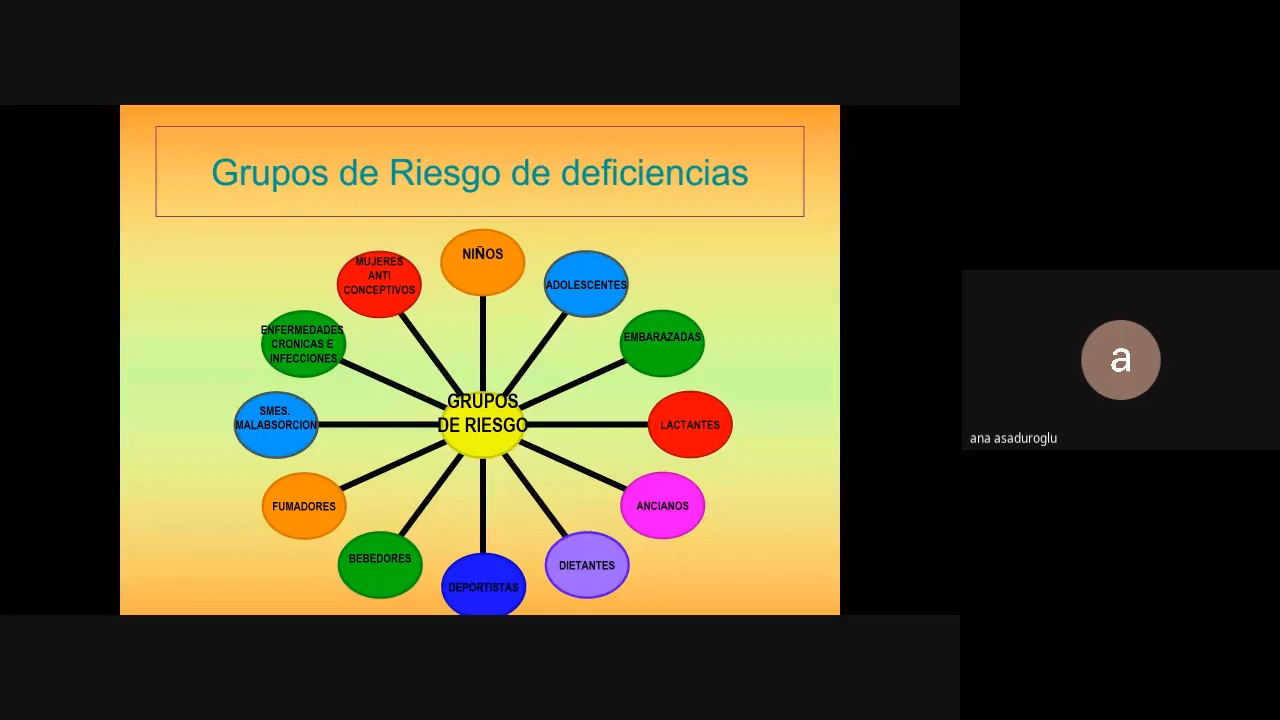 Grupos de Riesgo de deficiencias
NIÑOS
MUJERES
ANTI
CONCEPTIVOS
ADOLESCENTES
ENFERMEDADES
CRONICAS E
INFECCIONES
EMBARAZADAS
GRUPOS
DE RIESGO
SMES.
MALABSORCION
LACTANTES
FUMADORES
ANCIANOS
BEBEDORES
DIETANTES
DEPORTISTAS
a
ana asaduroglu